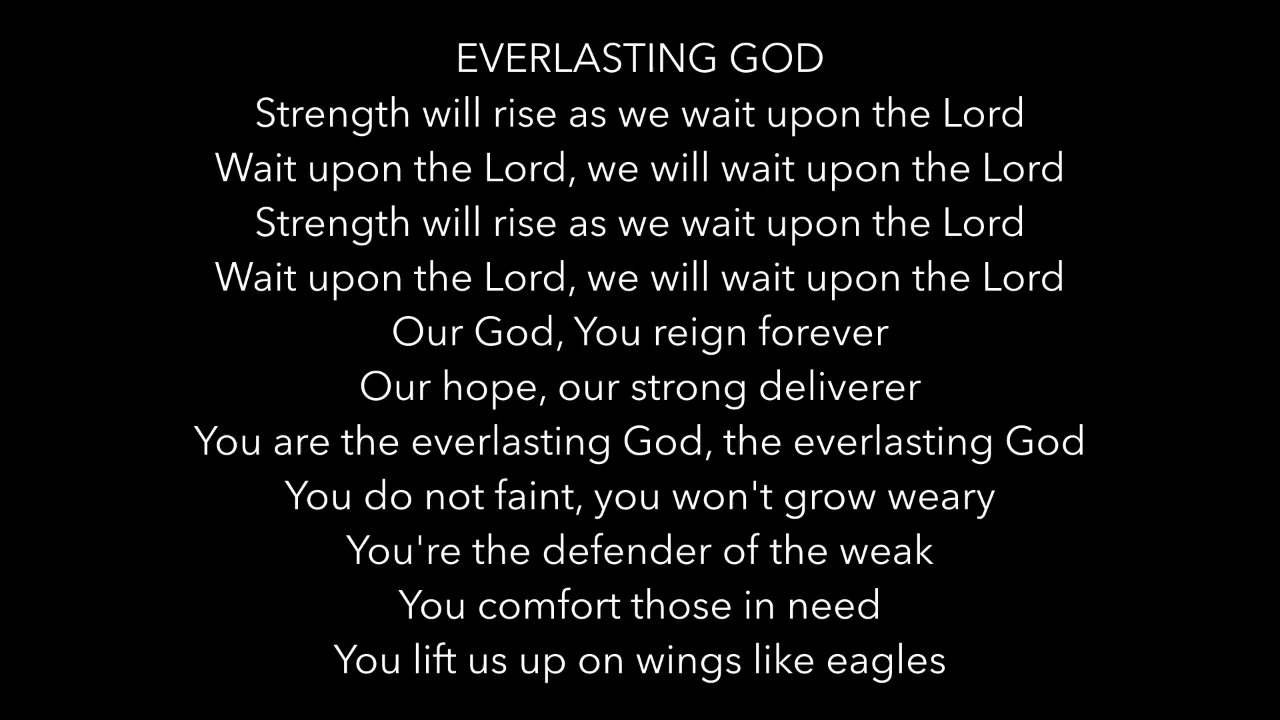 EVERLASTING GOD
Strength will rise as we wait upon the Lord
Wait upon the Lord, we will wait upon the Lord
Strength will rise as we wait upon the Lord
Wait upon the Lord, we will wait upon the Lord
Our God, You reign forever
Our hope, our strong deliverer
You are the everlasting God, the everlasting God
You do not faint, you won't grow weary
You're the defender of the weak
You comfort those in need
You lift us up on wings like eagles